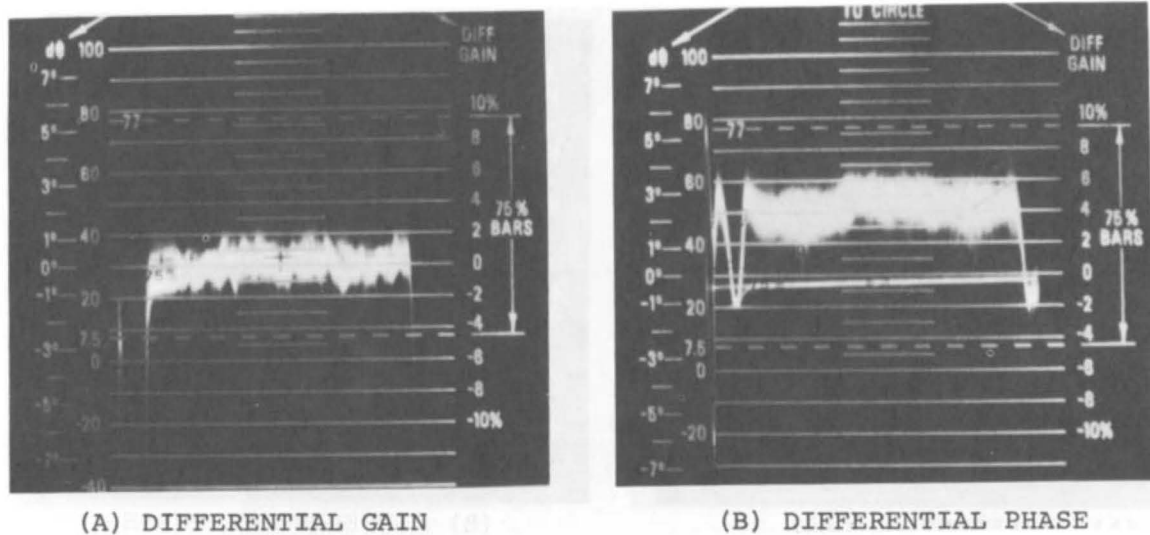 DIFF
GAIN
dθ 100
7°
10%
80 77
5° 8
60 6
3° 4
75%
BARS
2
1° 40
0° 0
-1° 20 -2
-4
7.5
-3° 0 -6
-8
-5°
-20 -10%
-7°
-40
(A) DIFFERENTIAL GAIN
TO CIRCLE
DIFF
GAIN
dθ 100
7°
10%
80 77
5° 8
60 6
3° 4
75%
BARS
1° 40 2
0° 0
-1° 20 -2
-4
7.5
-3° 0 -6
-8
-5°
-20 -10%
-7°
(B) DIFFERENTIAL PHASE